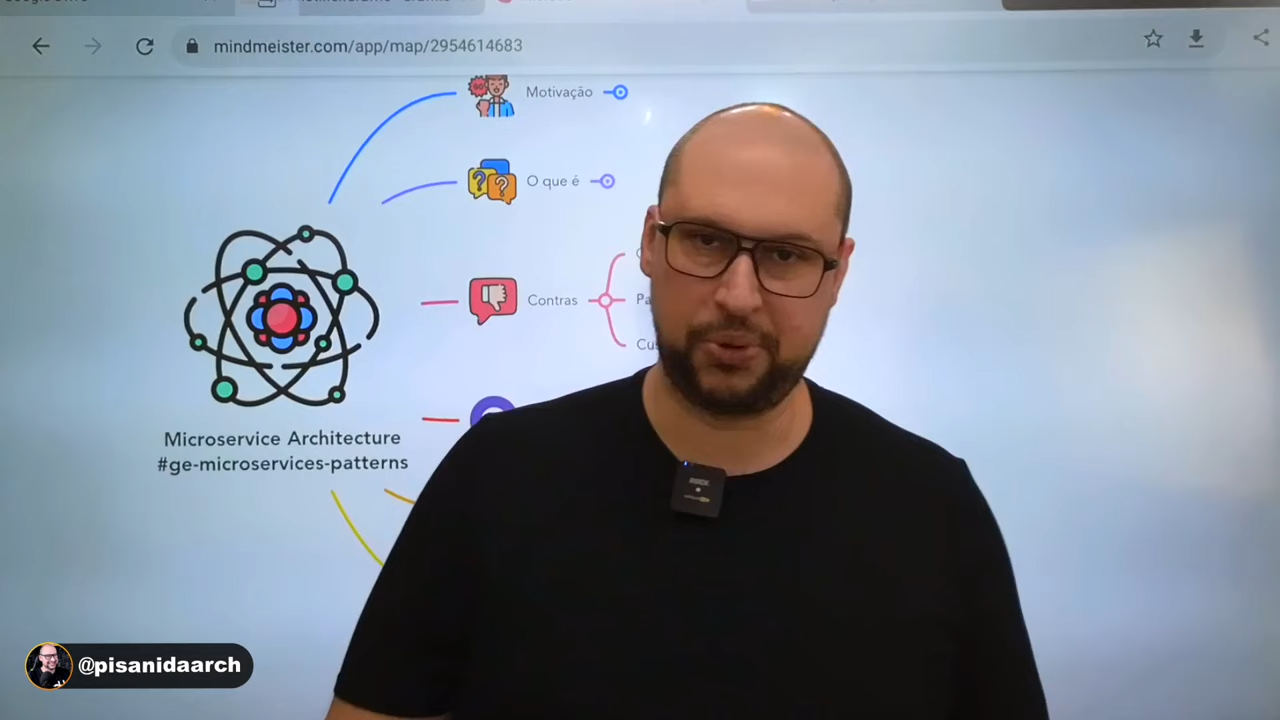 mindmeister.com/app/map/2954614683
Motivação
O que é
Contras
Microservice Architecture
#ge-microservices-patterns
@pisanidaarch